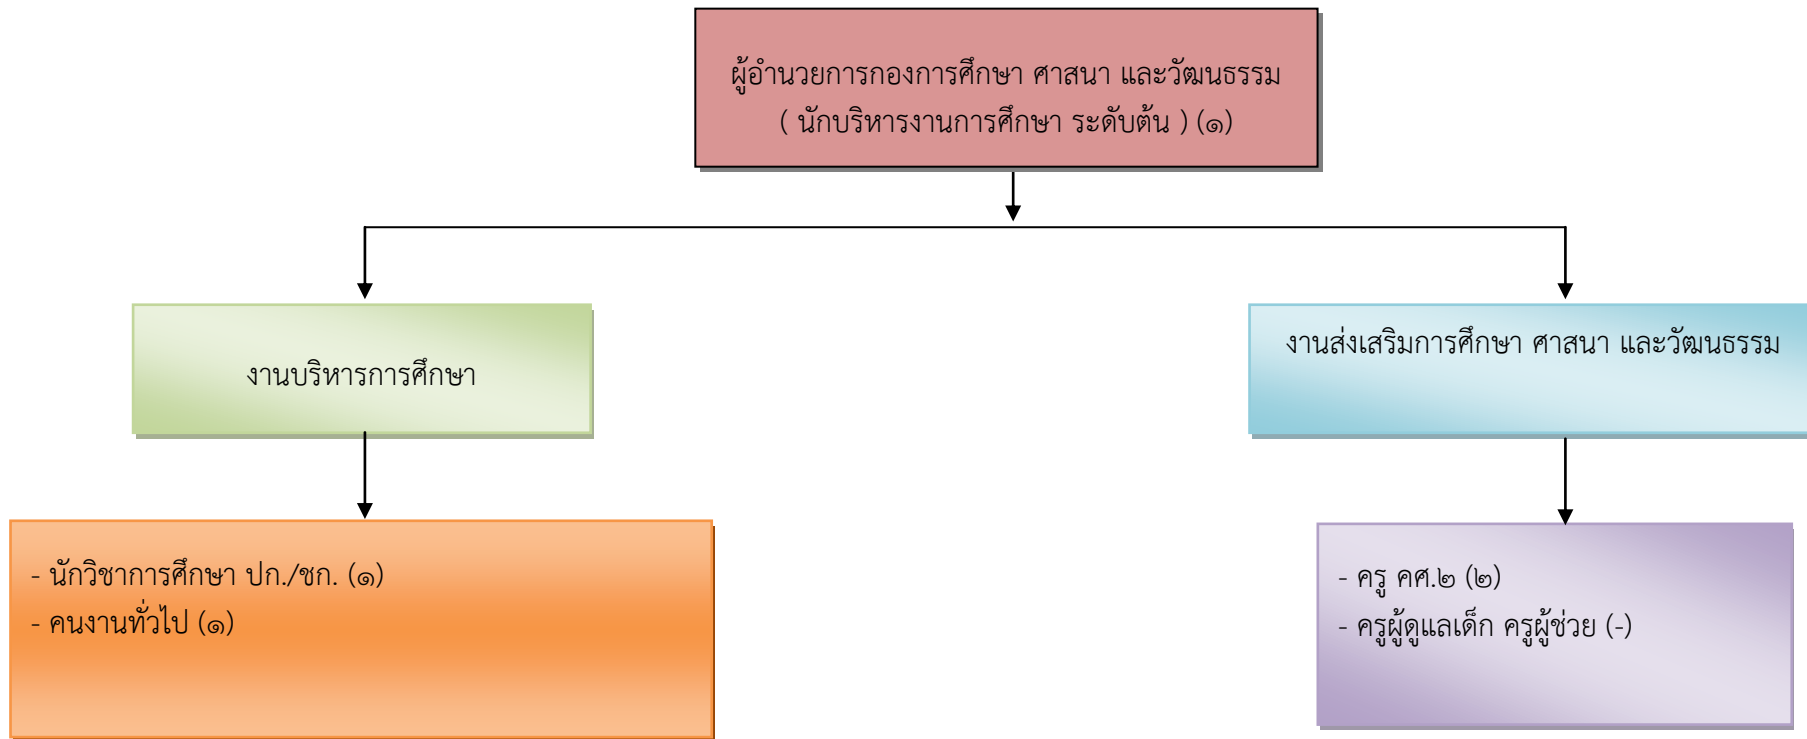 ผู้อำนวยการกองการศึกษา ศาสนา และวัฒนธรรม
( นักบริหารงานการศึกษา ระดับต้น ) (๑)
งานบริหารการศึกษา
งานส่งเสริมการศึกษา ศาสนา และวัฒนธรรม
- นักวิชาการศึกษา ปก./ชก. (๑)
- คนงานทั่วไป (๑)
- ครู คศ.๒ (๒)
- ครูผู้ดูแลเด็ก ครูผู้ช่วย (-)